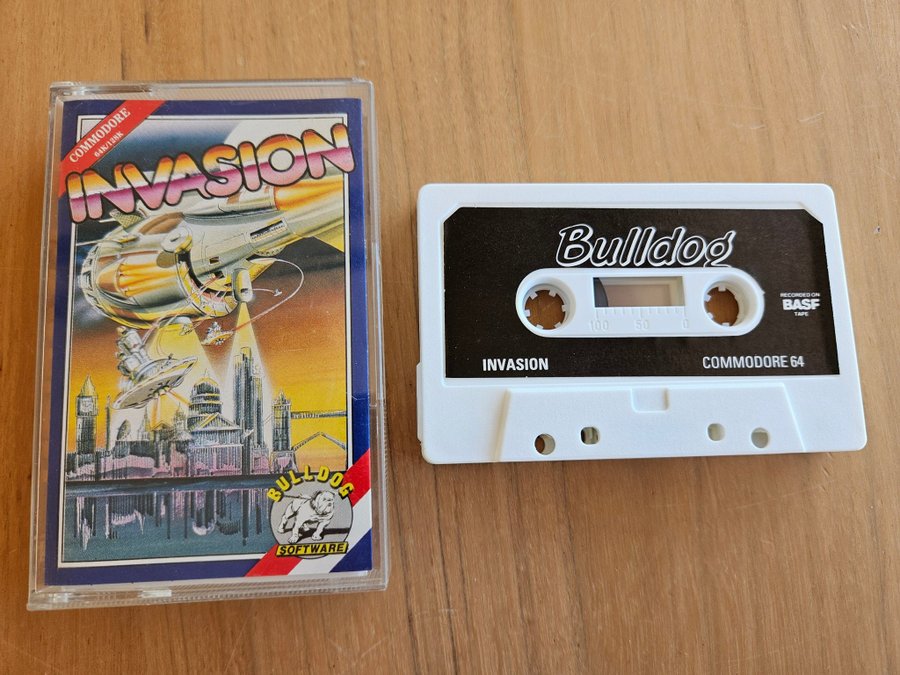 COMMODORE
64K/128K
INVASION
BULLDOG
SOFTWARE
Bulldog
RECORDED ON
BASF
TAPE
100 50 0
INVASION
COMMODORE 64